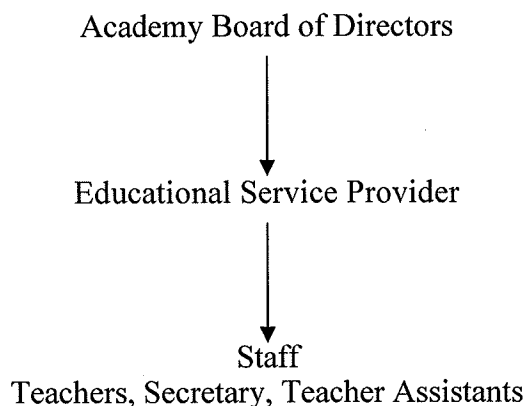 Academy Board of Directors
Educational Service Provider
Staff
Teachers, Secretary, Teacher Assistants